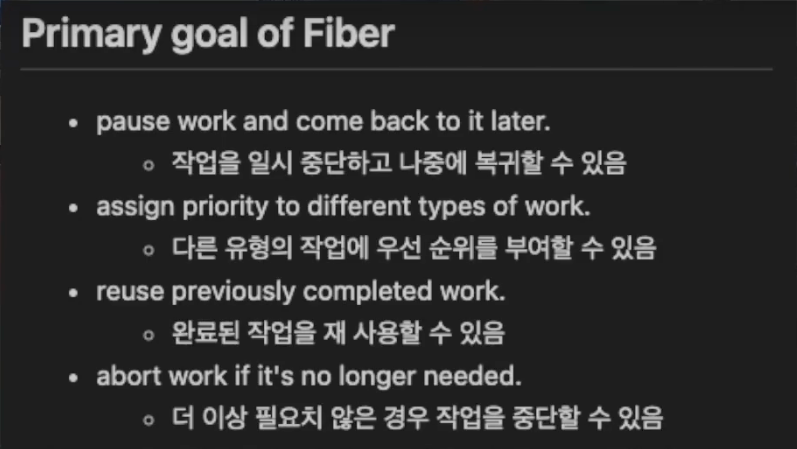 Primary goal of Fiber
• pause work and come back to it later.
◦ 작업을 일시 중단하고 나중에 복귀할 수 있음
• assign priority to different types of work.
◦ 다른 유형의 작업에 우선 순위를 부여할 수 있음
• reuse previously completed work.
◦ 완료된 작업을 재 사용할 수 있음
• abort work if it's no longer needed.
◦ 더 이상 필요치 않은 경우 작업을 중단할 수 있음